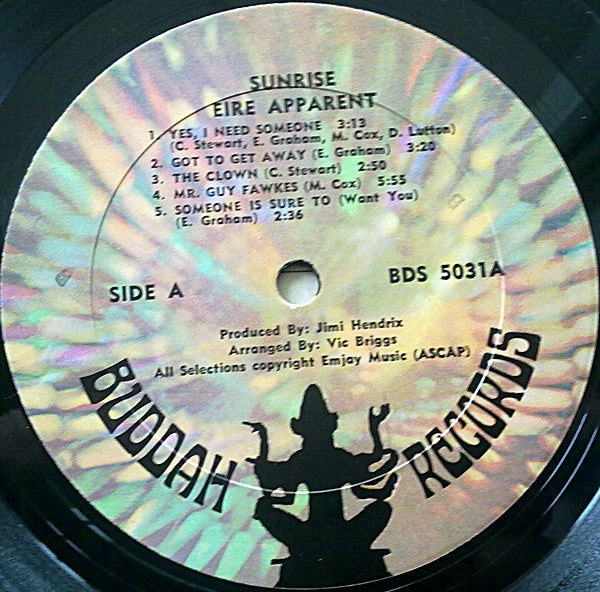 SUNRISE
EIRE APPARENT
1. YES, I NEED SOMEONE 3:13
(C. Stewart, E. Graham, M. Cox, D. Lutton)
2. GOT TO GET AWAY (E. Graham) 3:20
3. THE CLOWN (C. Stewart) 2:50
4. MR. GUY FAWKES (M. Cox) 5:55
5. SOMEONE IS SURE TO (Want You)
(E. Graham) 2:36
SIDE A
BDS 5031A
Produced By: Jimi Hendrix
Arranged By: Vic Briggs
All Selections copyright Emjay Music (ASCAP)
BUDDAH RECORDS